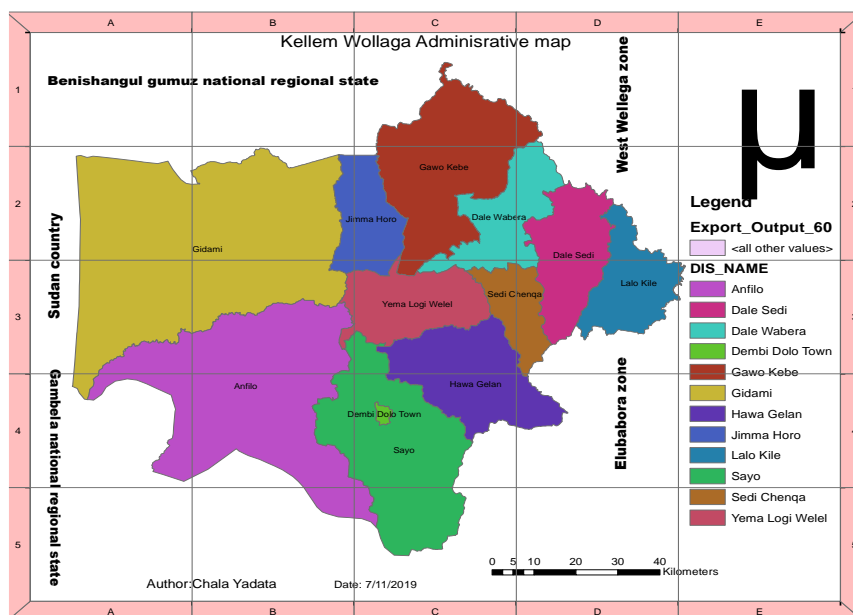 A B C D E
Kellem Wollaga Adminisrative map
Benishangul gumuz national regional state
West Wellega zone
µ
1
Gawo Kebe
2
Jimma Horo
Dale Wabera
Gidami
Dale Sedi
Lalo Kile
Sedi Chenqa
Yema Logi Welel
3
Sudan country
Anfilo
Hawa Gelan
Dembi Dolo Town
Sayo
4
Gambela national regional state
Elubabora zone
5
Legend
Export_Output_60
<all other values>
DIS_NAME
Anfilo
Dale Sedi
Dale Wabera
Dembi Dolo Town
Gawo Kebe
Gidami
Hawa Gelan
Jimma Horo
Lalo Kile
Sayo
Sedi Chenqa
Yema Logi Welel
0 5 10 20 30 40
Kilometers
Author:Chala Yadata
Date: 7/11/2019
A B C D E